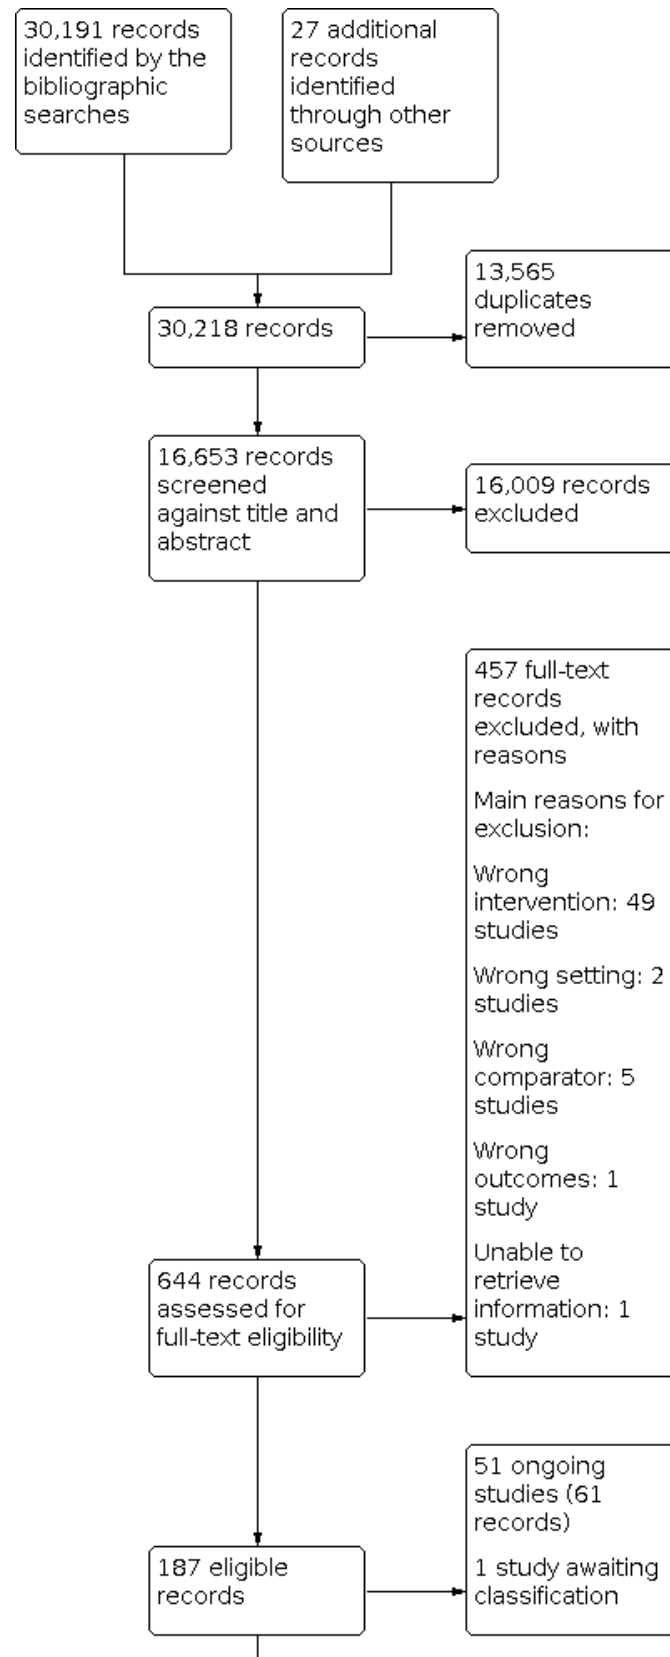 30,191 records
identified by the
bibliographic
searches
27 additional
records
identified
through other
sources
30,218 records
13,565
duplicates
removed
16,653 records
screened
against title and
abstract
16,009 records
excluded
457 full-text
records
excluded, with
reasons
Main reasons for
exclusion:
Wrong
intervention: 49
studies
Wrong setting: 2
studies
Wrong
comparator: 5
studies
Wrong
outcomes: 1
study
Unable to
retrieve
information: 1
study
644 records
assessed for
full-text eligibility
51 ongoing
studies (61
records)
1 study awaiting
classification
187 eligible
records